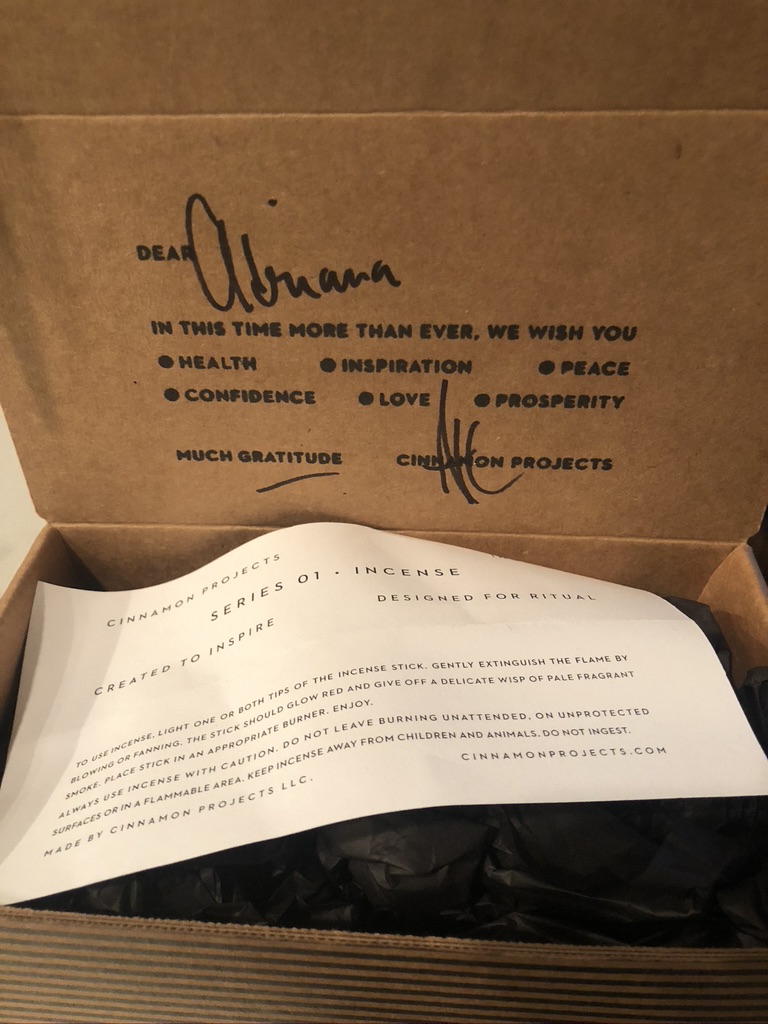 DEAR Adriana
IN THIS TIME MORE THAN EVER, WE WISH YOU
● HEALTH ● INSPIRATION ● PEACE
● CONFIDENCE ● LOVE ● PROSPERITY
MUCH GRATITUDE CINNAMON PROJECTS
CINNAMON PROJECTS
SERIES 01 • INCENSE
DESIGNED FOR RITUAL
CREATED TO INSPIRE
TO USE INCENSE, LIGHT ONE OR BOTH TIPS OF THE INCENSE STICK. GENTLY EXTINGUISH THE FLAME BY
BLOWING OR FANNING. THE STICK SHOULD GLOW RED AND GIVE OFF A DELICATE WISP OF PALE FRAGRANT
SMOKE. PLACE STICK IN AN APPROPRIATE BURNER. ENJOY.
ALWAYS USE INCENSE WITH CAUTION. DO NOT LEAVE BURNING UNATTENDED, ON UNPROTECTED
SURFACES OR IN A FLAMMABLE AREA. KEEP INCENSE AWAY FROM CHILDREN AND ANIMALS. DO NOT INGEST.
CINNAMONPROJECTS.COM
MADE BY CINNAMON PROJECTS LLC.